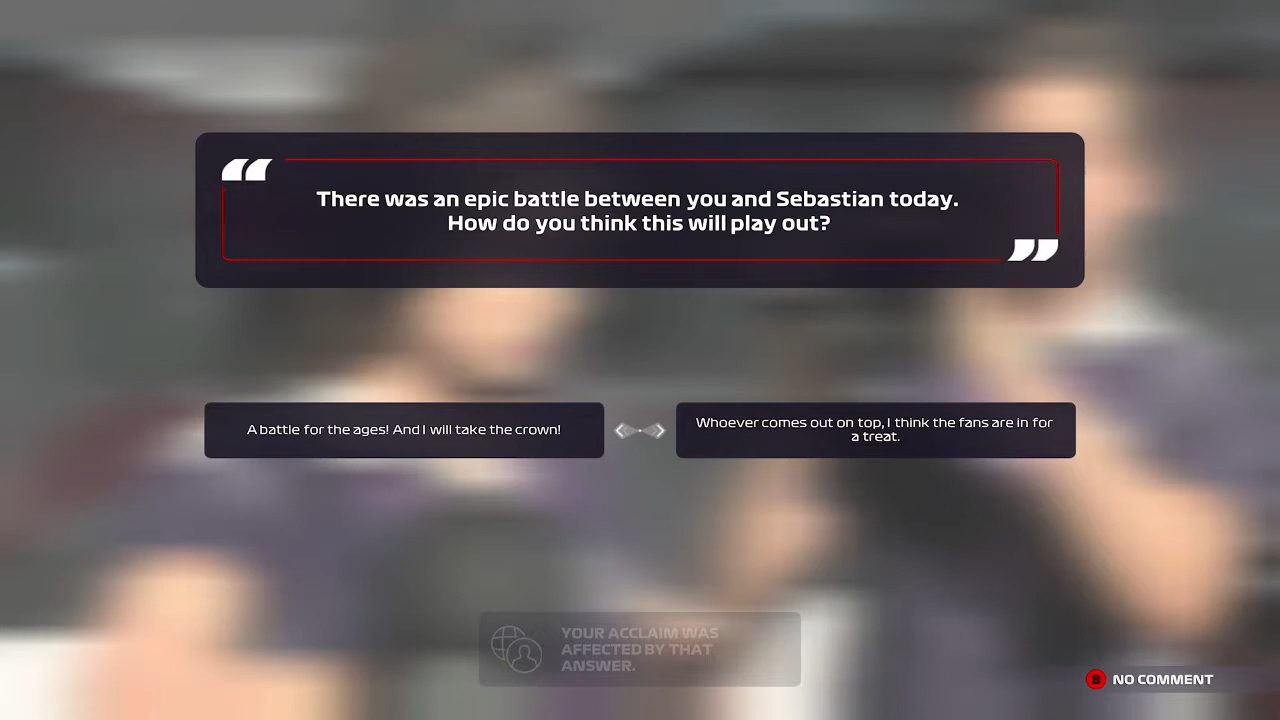 There was an epic battle between you and Sebastian today.
How do you think this will play out?
A battle for the ages! And I will take the crown!
Whoever comes out on top, I think the fans are in for
a treat.
YOUR ACCLAIM WAS
AFFECTED BY THAT
ANSWER.
B NO COMMENT